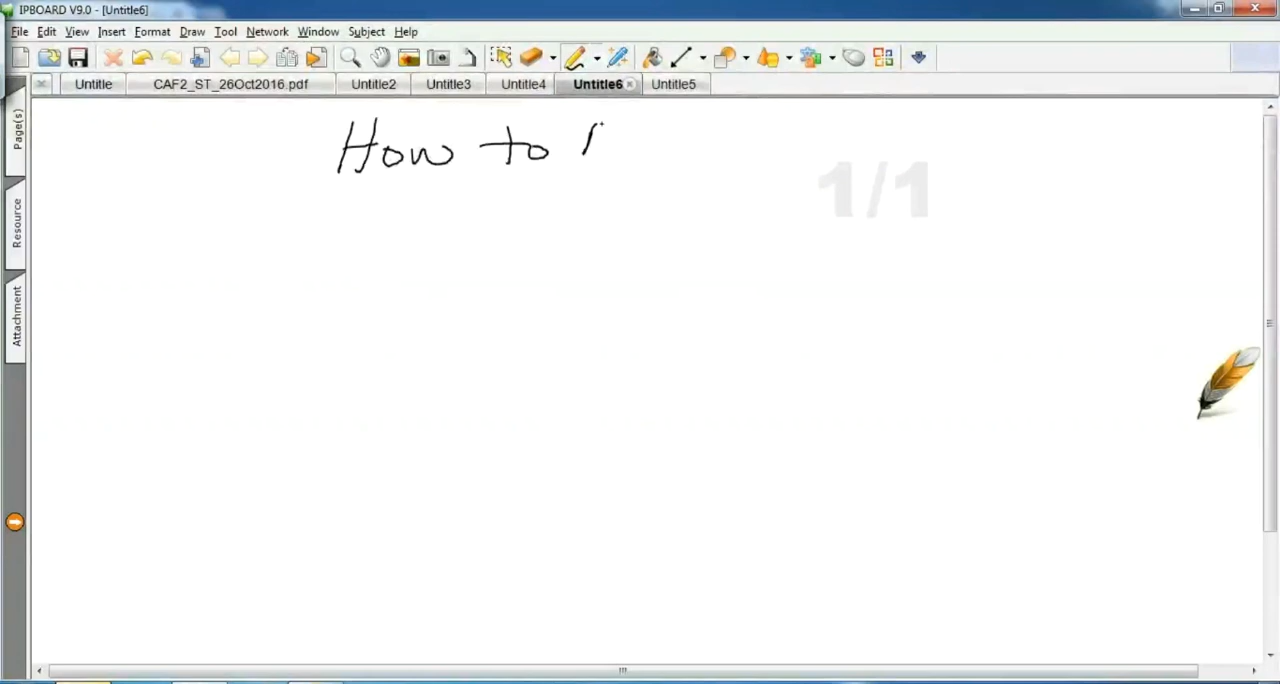 IPBOARD V9.0 - [Untitle6]
File Edit View Insert Format Draw Tool Network Window Subject Help
Untitle CAF2_ST_26Oct2016.pdf Untitle2 Untitle3 Untitle4 Untitle6 Untitle5
How to
1/1
Page(s)
Resource
Attachment